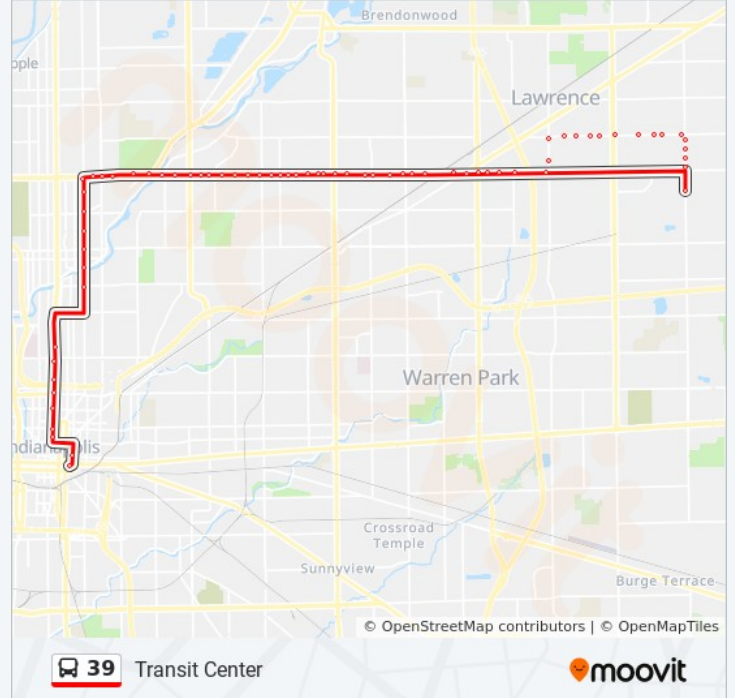 Brendonwood
ople
Lawrence
Warren Park
ndianapolis
Crossroad
Temple
Sunnyview
Burge Terrace
© OpenStreetMap contributors | © OpenMapTiles
39 Transit Center
moovit